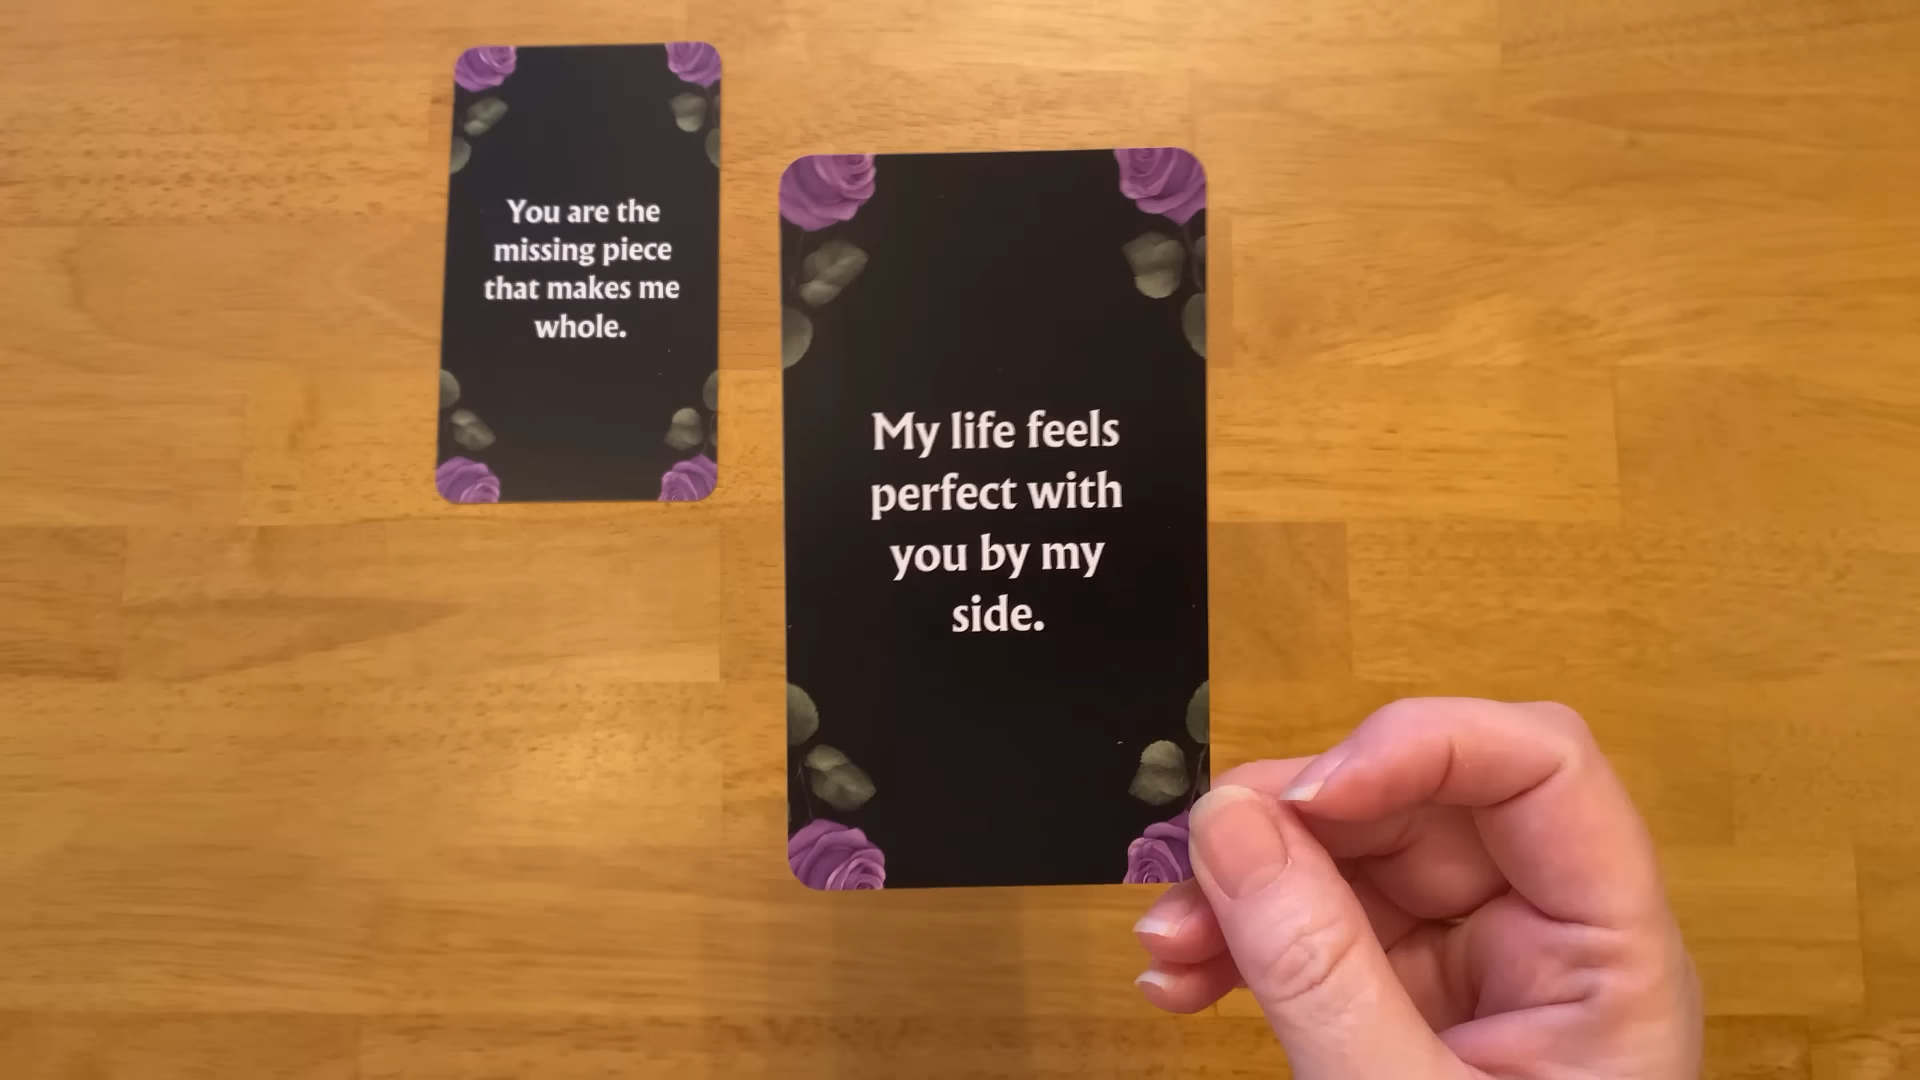 You are the
missing piece
that makes me
whole.
My life feels
perfect with
you by my
side.